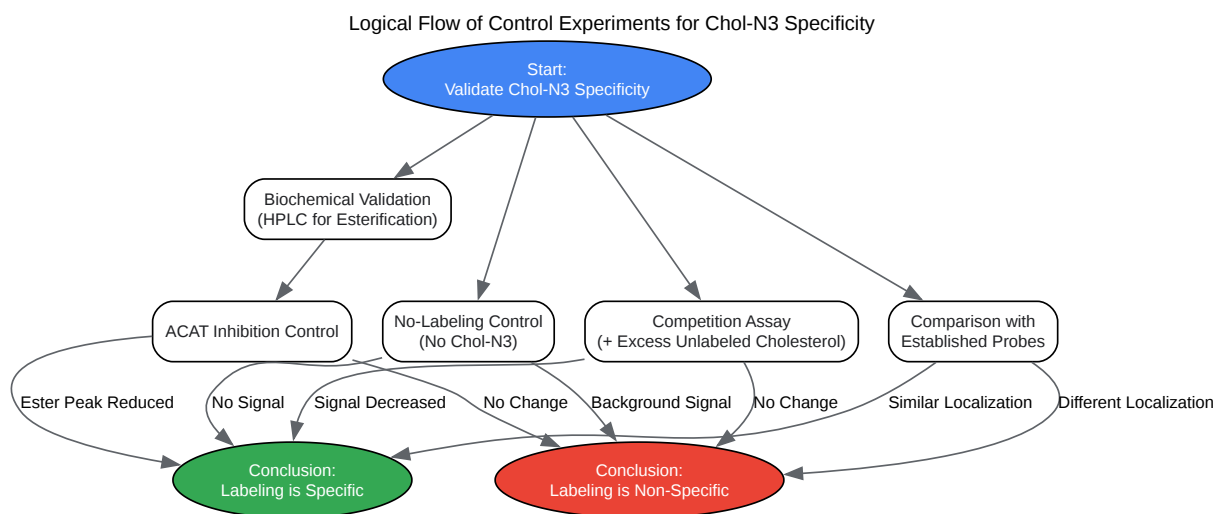 Logical Flow of Control Experiments for Chol-N3 Specificity
Start:
Validate Chol-N3 Specificity
Biochemical Validation
(HPLC for Esterification)
ACAT Inhibition Control
No-Labeling Control
(No Chol-N3)
Competition Assay
(+ Excess Unlabeled Cholesterol)
Comparison with
Established Probes
Ester Peak Reduced
No Signal
Signal Decreased
No Change
Background Signal
No Change
Similar Localization
Different Localization
Conclusion:
Labeling is Specific
Conclusion:
Labeling is Non-Specific